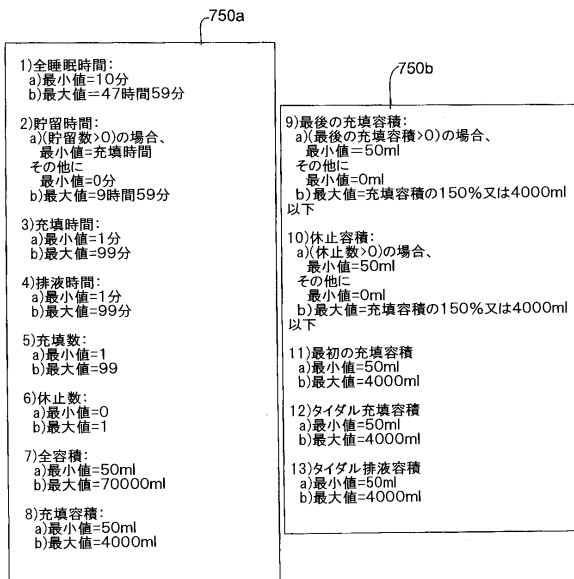 750a
1)全睡眠時間:
a)最小値=10分
b)最大値=47時間59分
2)貯留時間:
a)(貯留数>0)の場合、
最小値=充填時間
その他に
最小値=0分
b)最大値=9時間59分
3)充填時間:
a)最小値=1分
b)最大値=99分
4)排液時間:
a)最小値=1分
b)最大値=99分
5)充填数:
a)最小値=1
b)最大値=99
6)休止数:
a)最小値=0
b)最大値=1
7)全容積:
a)最小値=50ml
b)最大値=70000ml
8)充填容積:
a)最小値=50ml
b)最大値=4000ml
750b
9)最後の充填容積:
a)(最後の充填容積>0)の場合、
最小値=50ml
その他に
最小値=0ml
b)最大値=充填容積の150%又は4000ml
以下
10)休止容積:
a)(休止数>0)の場合、
最小値=50ml
その他に
最小値=0ml
b)最大値=充填容積の150%又は4000ml
以下
11)最初の充填容積
a)最小値=50ml
b)最大値=4000ml
12)タイダル充填容積
a)最小値=50ml
b)最大値=4000ml
13)タイダル排液容積
a)最小値=50ml
b)最大値=4000ml